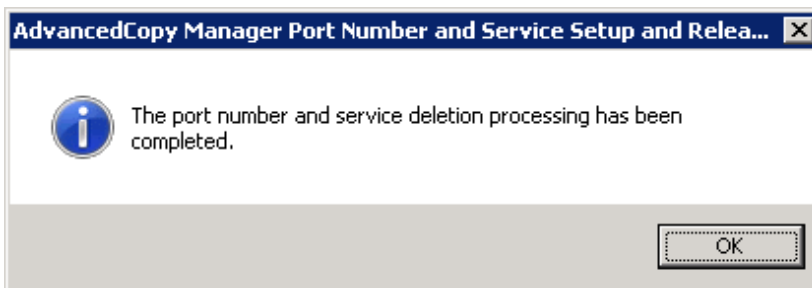 AdvancedCopy Manager Port Number and Service Setup and Relea...
The port number and service deletion processing has been
completed.
OK